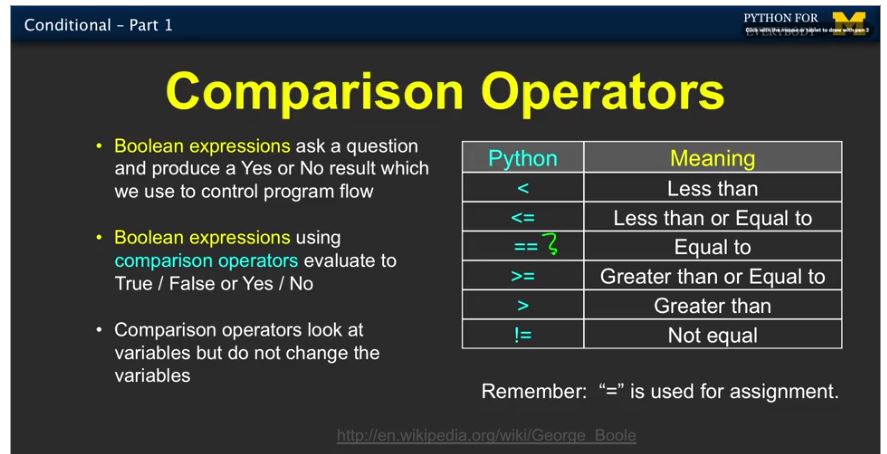 Conditional – Part 1
PYTHON FOR
EVERYBODY
Click with the mouse or tablet to draw with pen 2
Comparison Operators
• Boolean expressions ask a question
and produce a Yes or No result which
we use to control program flow
• Boolean expressions using
comparison operators evaluate to
True / False or Yes / No
• Comparison operators look at
variables but do not change the
variables
Python Meaning
< Less than
<= Less than or Equal to
== Equal to
>= Greater than or Equal to
> Greater than
!= Not equal
Remember: “=” is used for assignment.
http://en.wikipedia.org/wiki/George_Boole